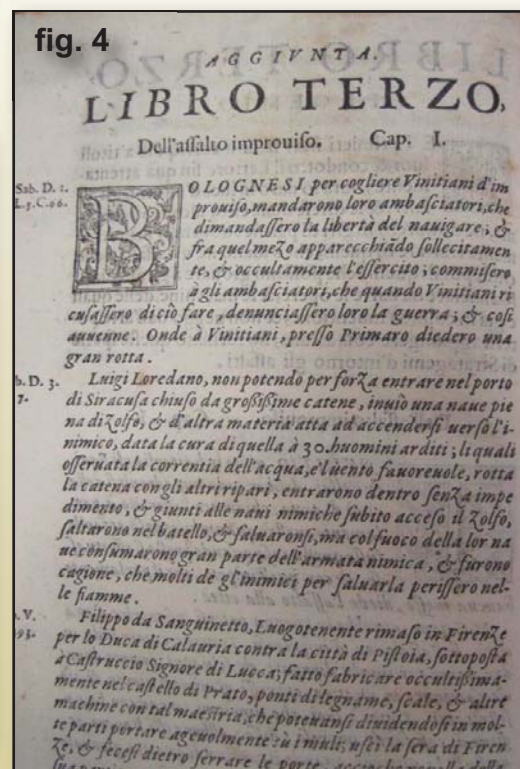 fig. 4
AGGIVNTA.
LIBRO TERZO,
Dell'aſſalto improuiſo. Cap. I.
Sab. D. 1.
L.3.C.06.
BOLOGNESI per cogliere Vinitiani d'im
prouiſo, mandarono loro ambaſciatori, che
dimandaſſero la libertà del nauigare; &
fra quel mezo apparecchiãdo ſollecitamen
te, & occultamente l'eſſercito; commiſero
à gli ambaſciatori, che quando Vinitiani ri
cuſaſſero di ciò fare, denunciaſſero loro la guerra; & coſi
auuenne. Onde à Vinitiani, preſſo Primaro diedero una
gran rotta.
b. D. 3.
7.
Luigi Loredano, non potendo per forza entrare nel porto
di Siracuſa chiuſo da groſſiſſime catene, inuiò una naue pie
na di Zolfo, & d'altra materia atta ad accenderſi uerſo l'i-
nimico, data la cura di quella à 30. huomini arditi; li quali
oſſeruata la correntia dell'acqua, e'l uento fauoreuole, rotta
la catena con gli altri ripari, entrarono dentro ſenza impe
dimento, & giunti alle naui nimiche ſubito acceſo il Zolfo,
ſaltarono nel batello, & ſaluaronſi, ma col fuoco della lor na
ue conſumarono gran parte dell'armata nimica, & furono
cagione, che molti de gl'inimici per ſaluarla periſſero nel-
le fiamme.
V.
93.
Filippo da Sanguinetto, Luogotenente rimaſo in Firenze
per lo Duca di Calauria contra la città di Piſtoia, ſottopoſta
à Caſtruccio Signore di Lucca; fatto fabricare occultiſſima-
mente nel caſtello di Prato, ponti di legname, ſcale, & altre
machine con tal maeſtria, che poteuanſi diuidendoſi in mol-
te parti portare ageuolmente sù i muli; uſcì la ſera di Firen-
ze, & feceſi dietro ſerrare le porte,